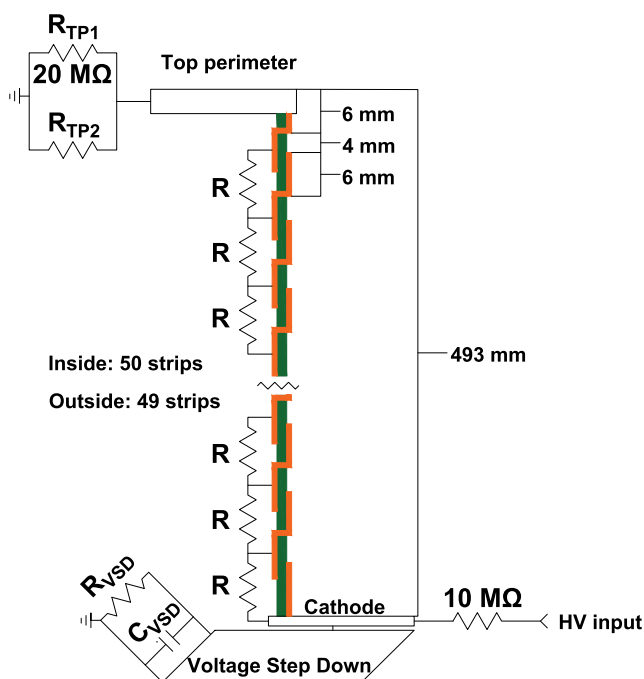 R_TP1
20 MΩ
R_TP2
Top perimeter
6 mm
4 mm
6 mm
R
R
R
493 mm
Inside: 50 strips
Outside: 49 strips
R
R
R
R_VSD
C_VSD
Cathode
10 MΩ
HV input
Voltage Step Down